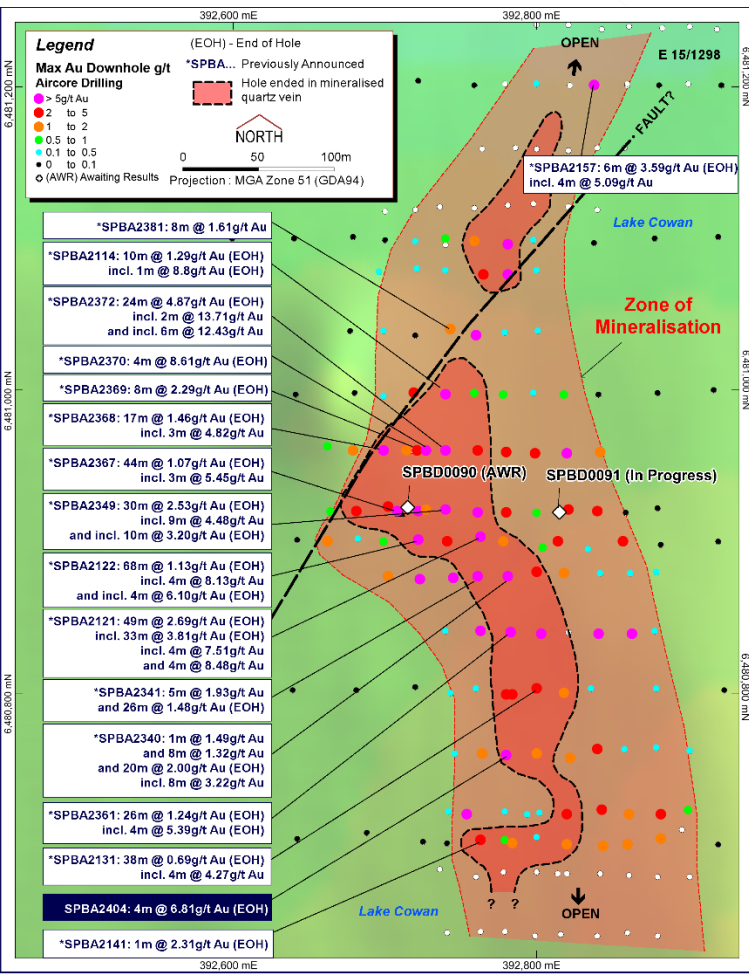 392,600 mE
392,800 mE
Legend
Max Au Downhole g/t
Aircore Drilling
> 5g/t Au
2 to 5
1 to 2
0.5 to 1
0.1 to 0.5
0 to 0.1
(AWR) Awaiting Results
(EOH) - End of Hole
*SPBA... Previously Announced
Hole ended in mineralised
quartz vein
NORTH
0 50 100m
Projection : MGA Zone 51 (GDA94)
OPEN
E 15/1298
6,481,200 mN
6,481,200 mN
FAULT?
*SPBA2157: 6m @ 3.59g/t Au (EOH)
incl. 4m @ 5.09g/t Au
Lake Cowan
Zone of
Mineralisation
*SPBA2381: 8m @ 1.61g/t Au
*SPBA2114: 10m @ 1.29g/t Au (EOH)
incl. 1m @ 8.8g/t Au (EOH)
*SPBA2372: 24m @ 4.87g/t Au (EOH)
incl. 2m @ 13.71g/t Au
and incl. 6m @ 12.43g/t Au
*SPBA2370: 4m @ 8.61g/t Au (EOH)
*SPBA2369: 8m @ 2.29g/t Au (EOH)
6,481,000 mN
6,481,000 mN
*SPBA2368: 17m @ 1.46g/t Au (EOH)
incl. 3m @ 4.82g/t Au
*SPBA2367: 44m @ 1.07g/t Au (EOH)
incl. 3m @ 5.45g/t Au
SPBD0090 (AWR)
SPBD0091 (In Progress)
*SPBA2349: 30m @ 2.53g/t Au (EOH)
incl. 9m @ 4.48g/t Au
and incl. 10m @ 3.20g/t Au (EOH)
*SPBA2122: 68m @ 1.13g/t Au (EOH)
incl. 4m @ 8.13g/t Au
and incl. 4m @ 6.10g/t Au (EOH)
*SPBA2121: 49m @ 2.69g/t Au (EOH)
incl. 33m @ 3.81g/t Au
incl. 4m @ 7.51g/t Au
and 4m @ 8.48g/t Au
*SPBA2341: 5m @ 1.93g/t Au
and 26m @ 1.48g/t Au (EOH)
6,480,800 mN
6,480,800 mN
*SPBA2340: 1m @ 1.49g/t Au
and 8m @ 1.32g/t Au
and 20m @ 2.00g/t Au (EOH)
incl. 8m @ 3.22g/t Au
*SPBA2361: 26m @ 1.24g/t Au (EOH)
incl. 4m @ 5.39g/t Au
*SPBA2131: 38m @ 0.69g/t Au (EOH)
incl. 4m @ 4.27g/t Au
SPBA2404: 4m @ 6.81g/t Au (EOH)
*SPBA2141: 1m @ 2.31g/t Au (EOH)
Lake Cowan
? ?
OPEN
392,600 mE
392,800 mE